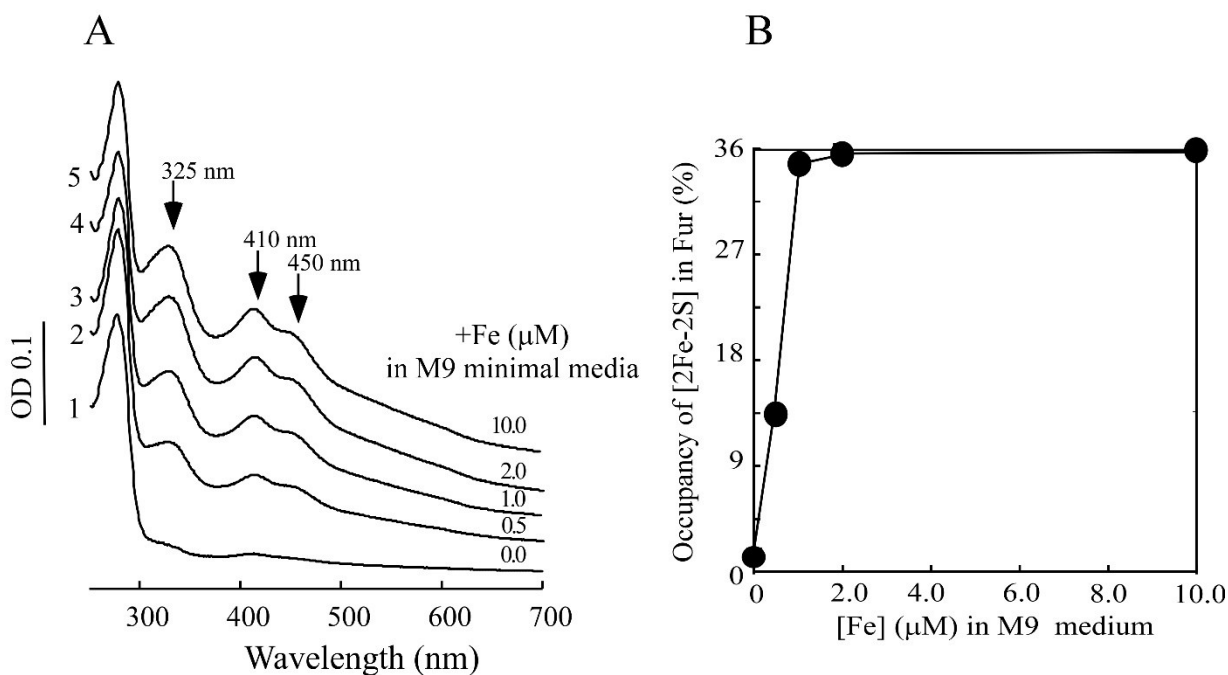 A
B
5
4
3
2
1
325 nm
410 nm
450 nm
+Fe (μM)
in M9 minimal media
10.0
2.0
1.0
0.5
0.0
OD 0.1
300
400
500
600
700
Wavelength (nm)
36
27
18
9
0
Occupancy of [2Fe-2S] in Fur (%)
0
2.0
4.0
6.0
8.0
10.0
[Fe] (μM) in M9 medium